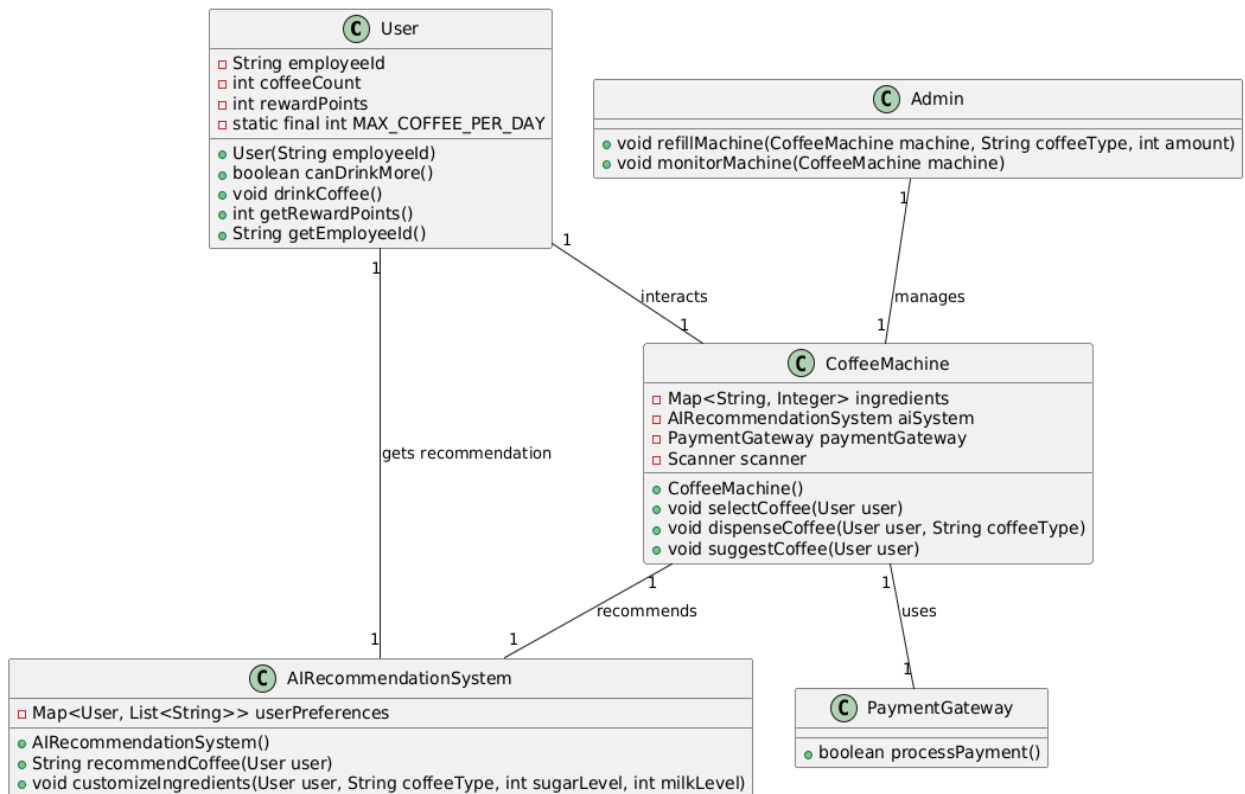 C User
String employeeId
int coffeeCount
int rewardPoints
static final int MAX_COFFEE_PER_DAY
User(String employeeId)
boolean canDrinkMore()
void drinkCoffee()
int getRewardPoints()
String getEmployeeId()
C Admin
void refillMachine(CoffeeMachine machine, String coffeeType, int amount)
void monitorMachine(CoffeeMachine machine)
1
1
1
interacts
manages
1
1
C CoffeeMachine
Map<String, Integer> ingredients
AIRecommendationSystem aiSystem
PaymentGateway paymentGateway
Scanner scanner
CoffeeMachine()
void selectCoffee(User user)
void dispenseCoffee(User user, String coffeeType)
void suggestCoffee(User user)
gets recommendation
1
1
recommends
uses
1
1
1
C AIRecommendationSystem
Map<User, List<String>> userPreferences
AIRecommendationSystem()
String recommendCoffee(User user)
void customizeIngredients(User user, String coffeeType, int sugarLevel, int milkLevel)
C PaymentGateway
boolean processPayment()